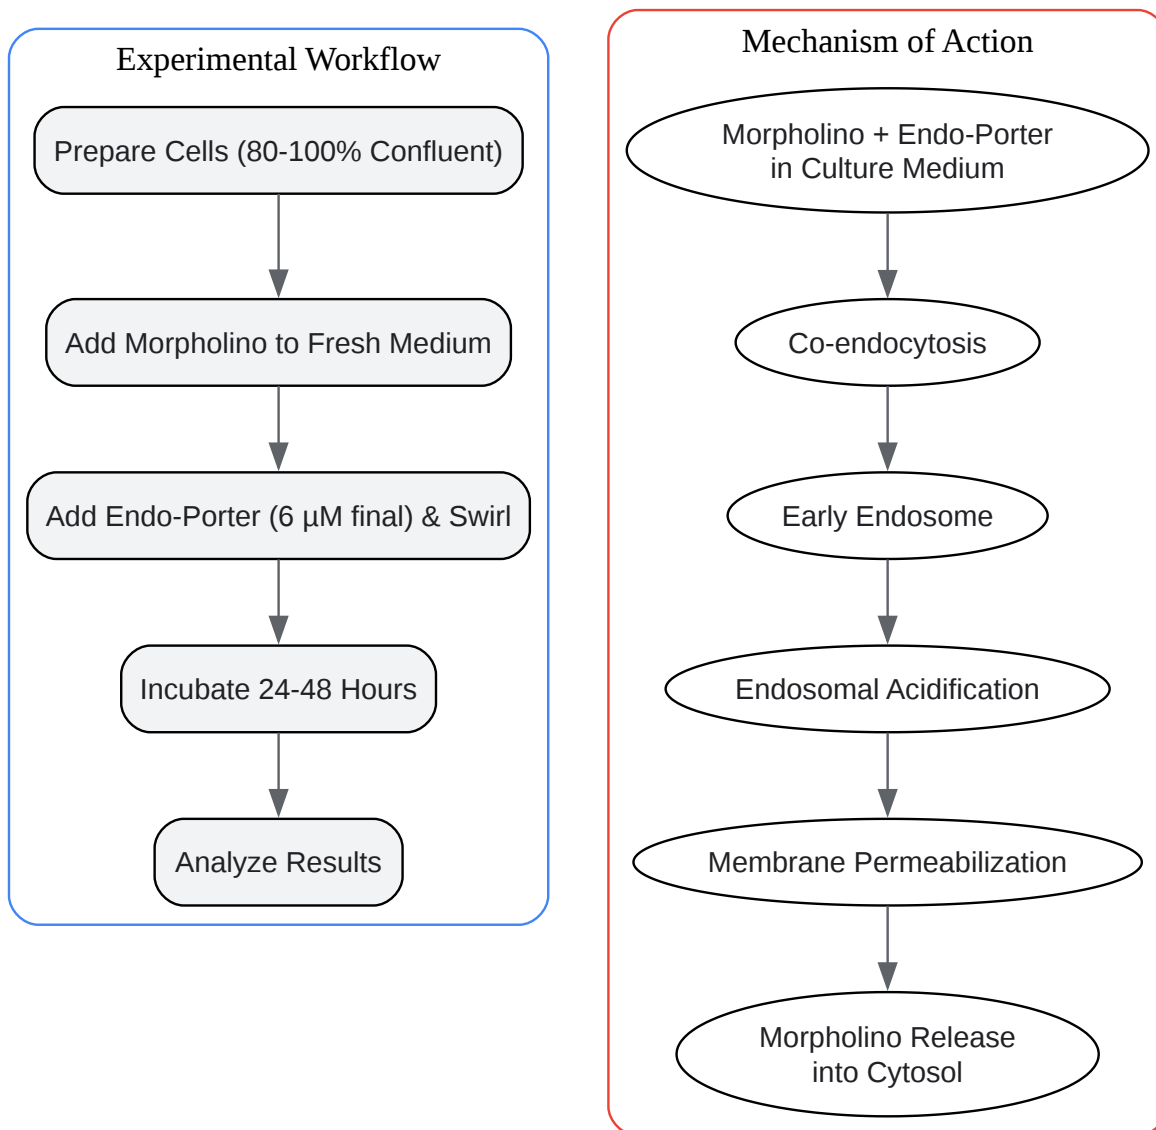 Experimental Workflow
Prepare Cells (80-100% Confluent)
Add Morpholino to Fresh Medium
Add Endo-Porter (6 µM final) & Swirl
Incubate 24-48 Hours
Analyze Results
Mechanism of Action
Morpholino + Endo-Porter
in Culture Medium
Co-endocytosis
Early Endosome
Endosomal Acidification
Membrane Permeabilization
Morpholino Release
into Cytosol